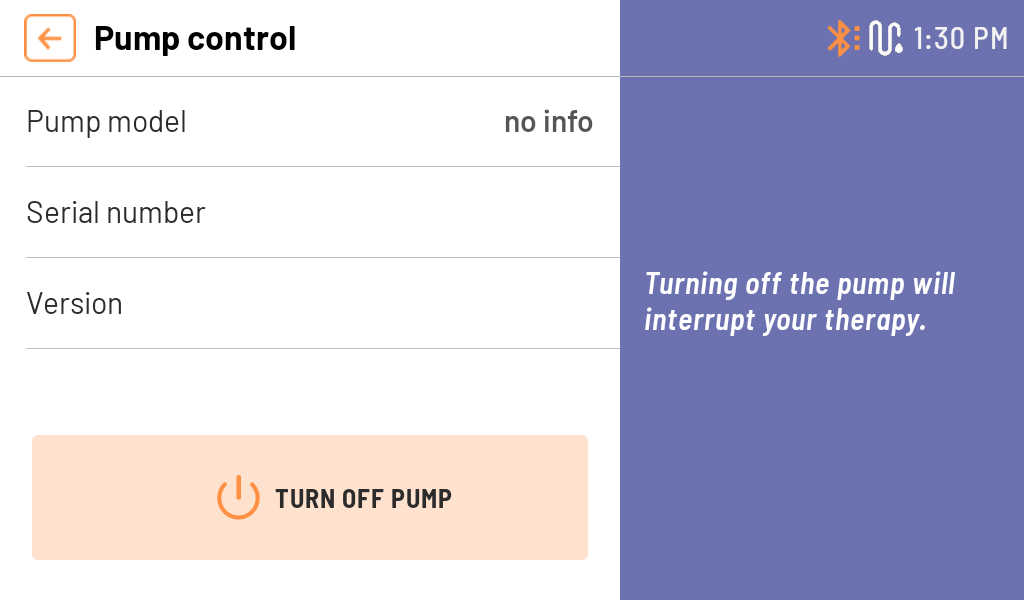 Pump control
1:30 PM
Pump model
no info
Serial number
Version
Turning off the pump will
interrupt your therapy.
TURN OFF PUMP